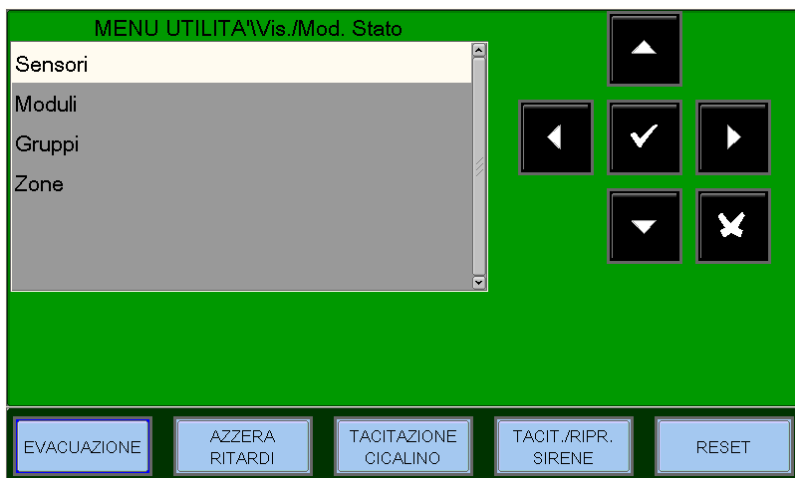 MENU UTILITA'\Vis./Mod. Stato
Sensori
Moduli
Gruppi
Zone
EVACUAZIONE
AZZERA
RITARDI
TACITAZIONE
CICALINO
TACIT./RIPR.
SIRENE
RESET